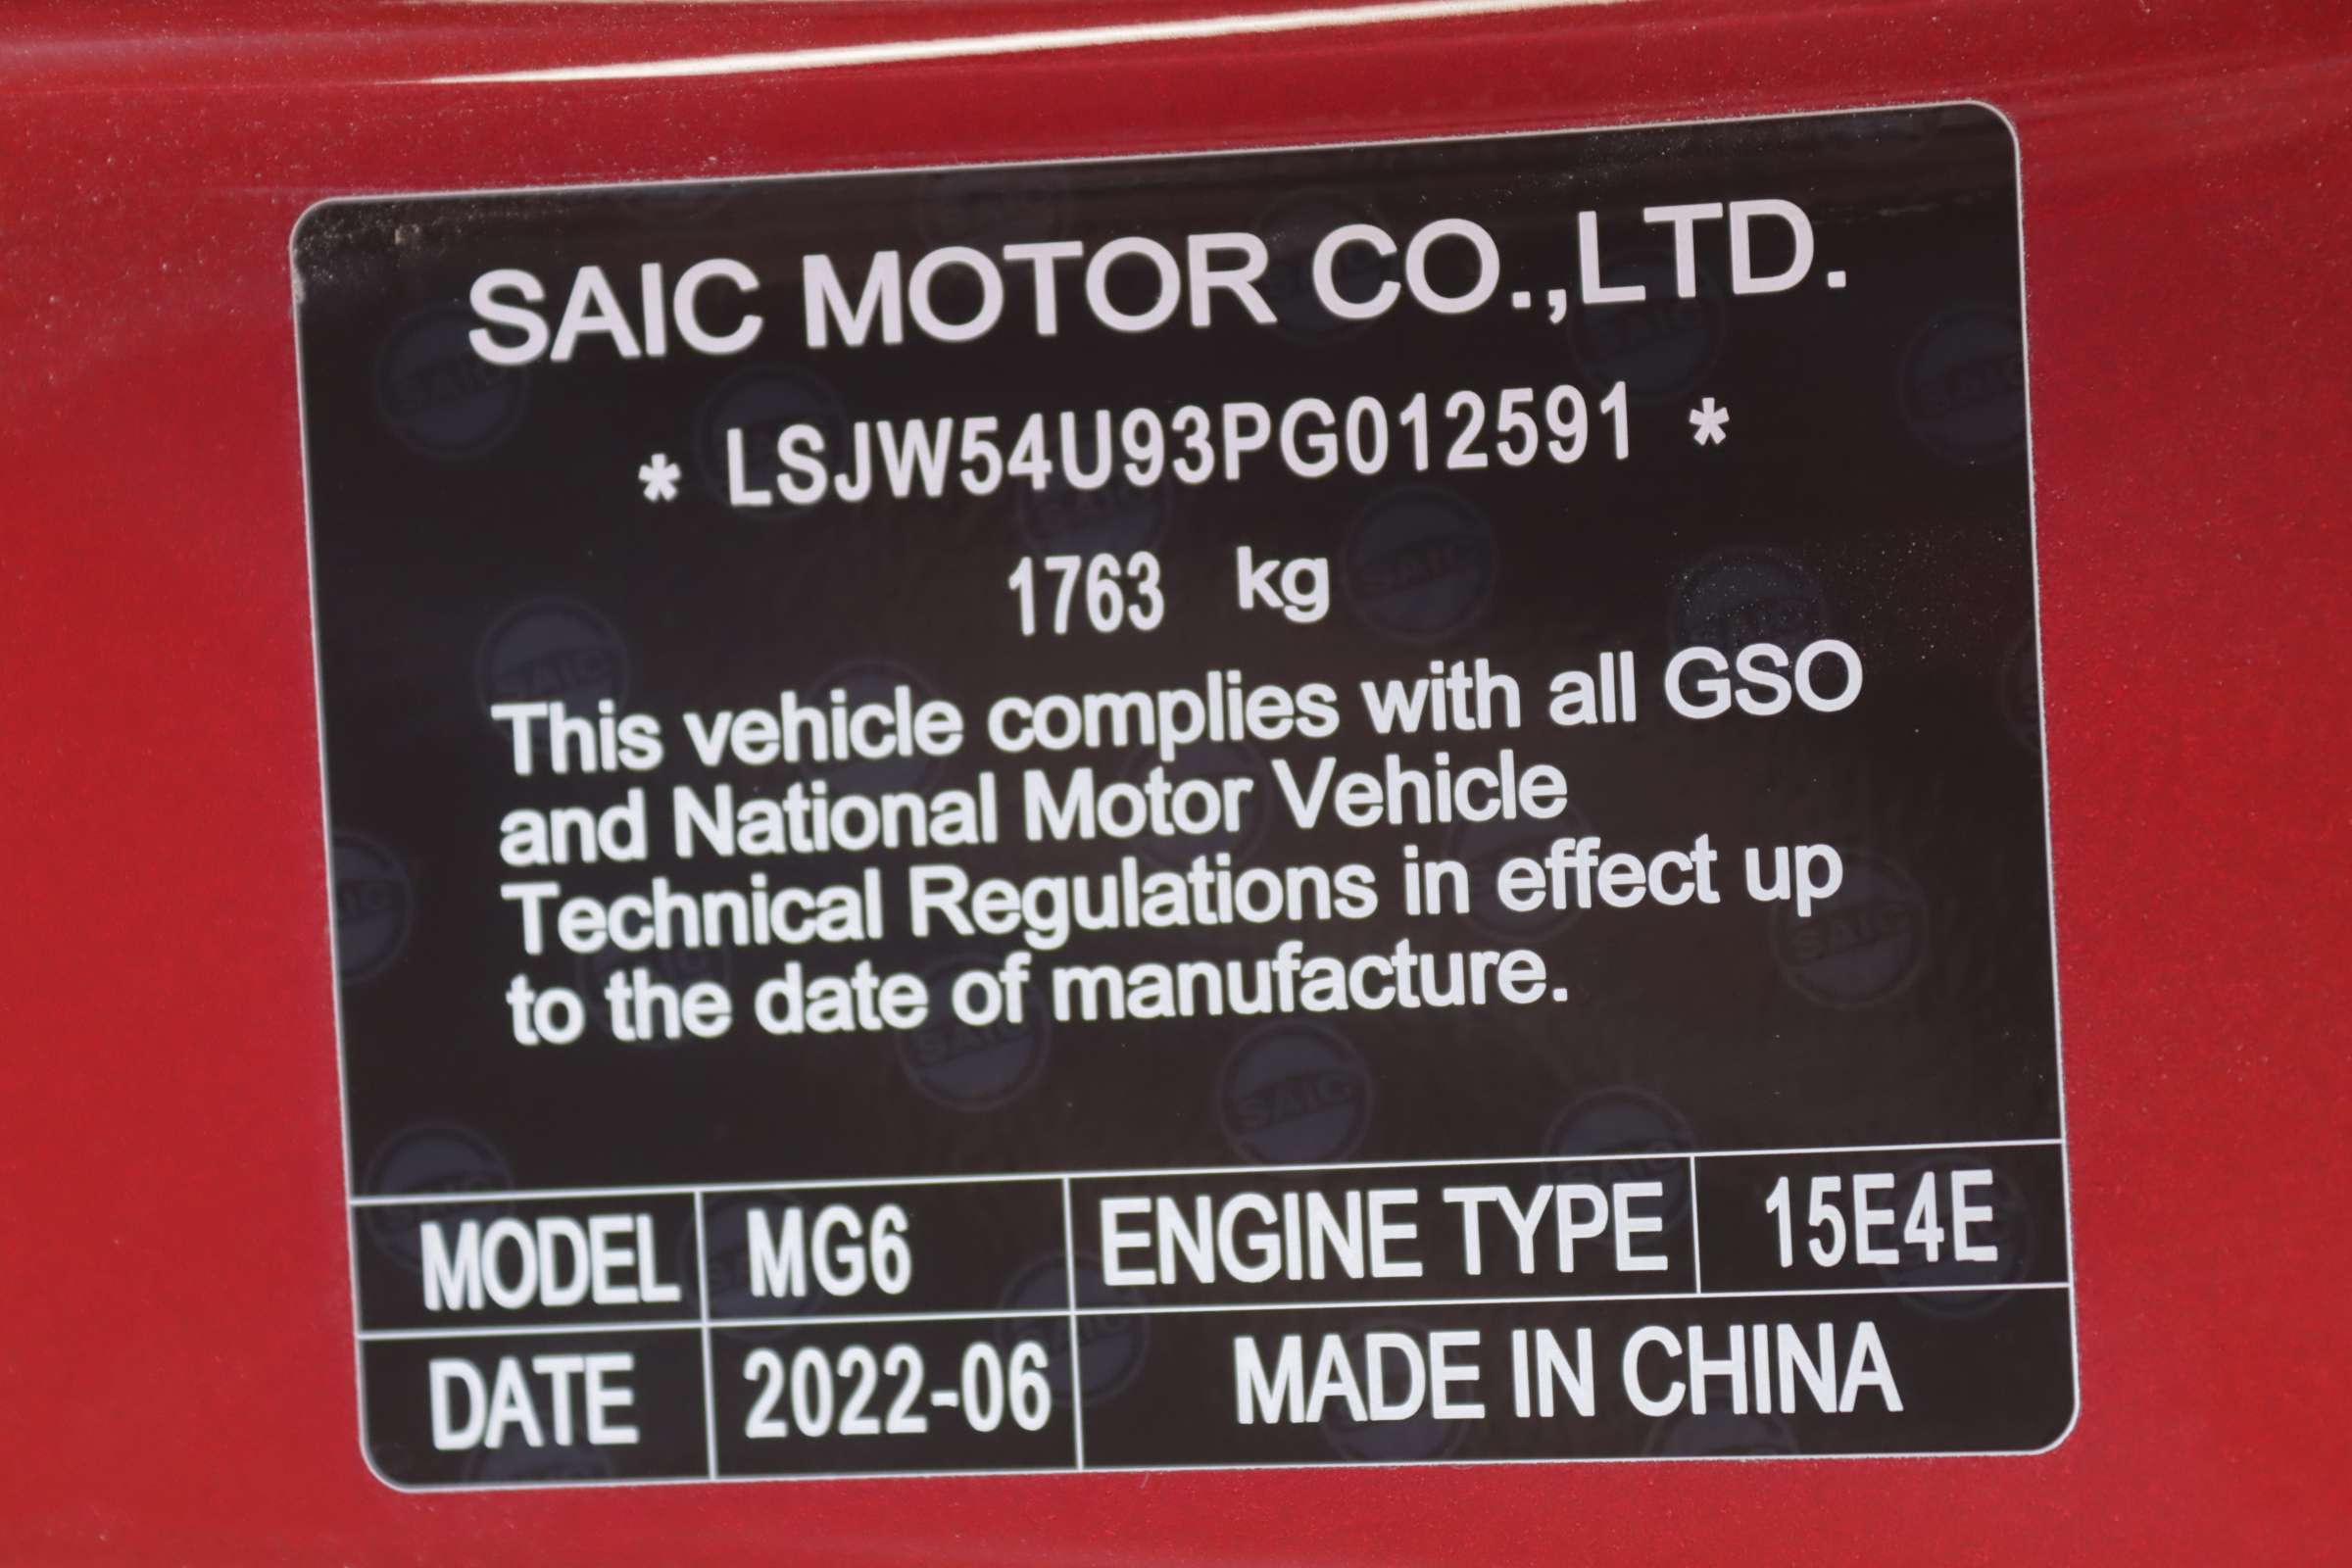 SAIC MOTOR CO.,LTD.
* LSJW54U93PG012591 *
1763 kg
This vehicle complies with all GSO
and National Motor Vehicle
Technical Regulations in effect up
to the date of manufacture.
MODEL MG6 ENGINE TYPE 15E4E
DATE 2022-06 MADE IN CHINA